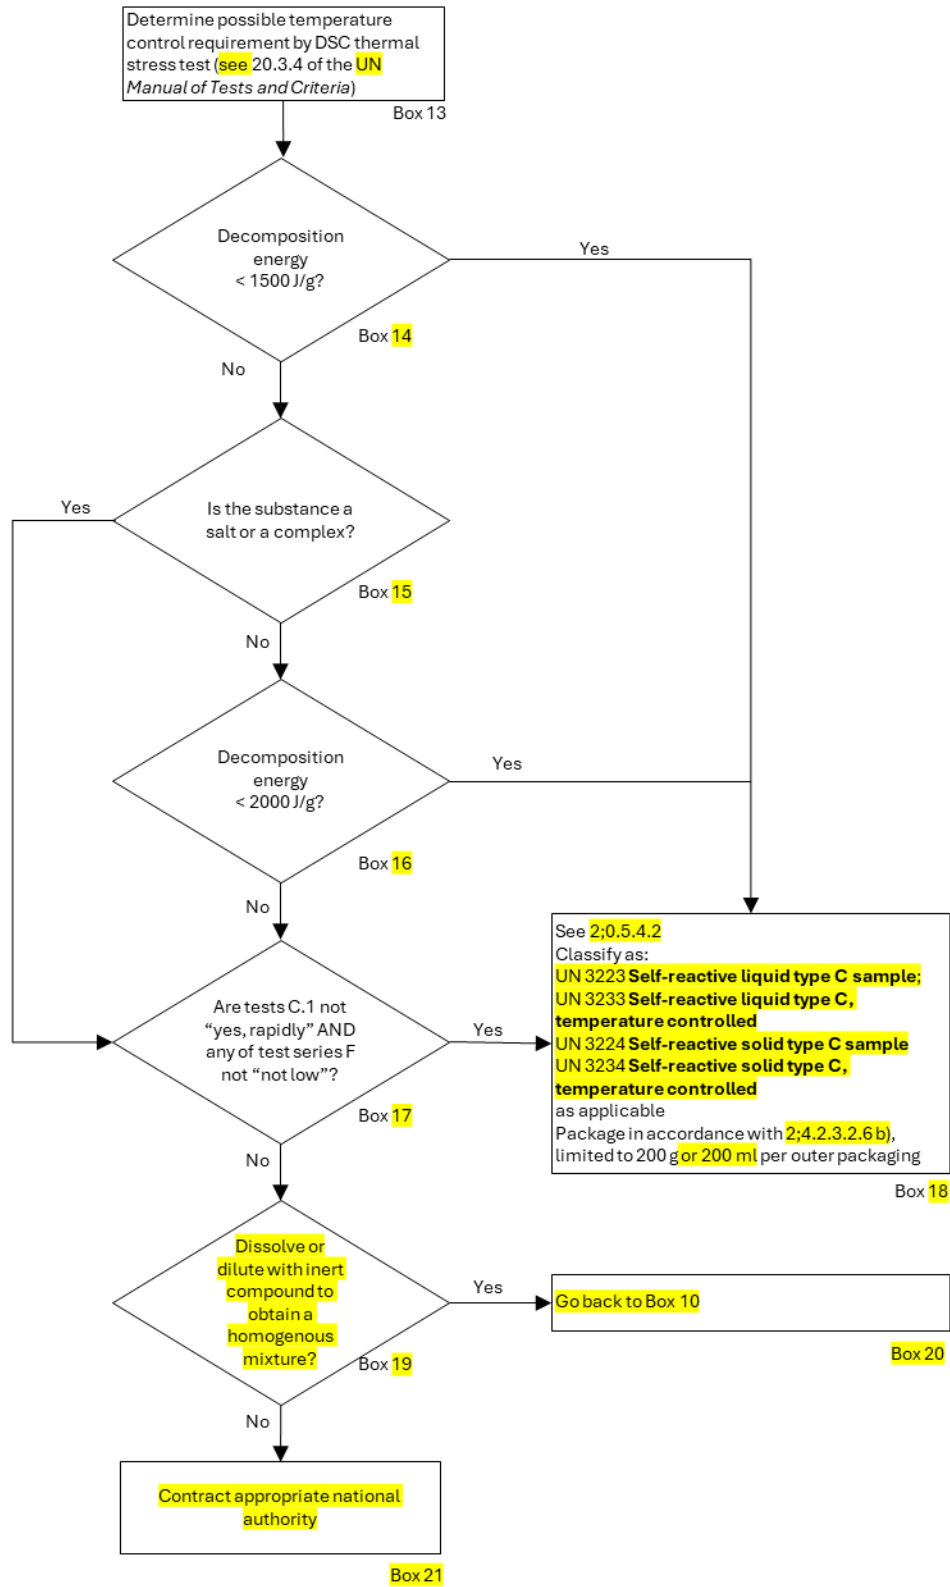 Determine possible temperature
control requirement by DSC thermal
stress test (see 20.3.4 of the UN
Manual of Tests and Criteria)
Box 13
Decomposition
energy
< 1500 J/g?
Yes
Box 14
No
Is the substance a
salt or a complex?
Yes
Box 15
No
Decomposition
energy
< 2000 J/g?
Yes
Box 16
No
Are tests C.1 not
“yes, rapidly” AND
any of test series F
not “not low”?
Yes
Box 17
No
See 2;0.5.4.2
Classify as:
UN 3223 Self-reactive liquid type C sample;
UN 3233 Self-reactive liquid type C,
temperature controlled
UN 3224 Self-reactive solid type C sample
UN 3234 Self-reactive solid type C,
temperature controlled
as applicable
Package in accordance with 2;4.2.3.2.6 b),
limited to 200 g or 200 ml per outer packaging
Box 18
Dissolve or
dilute with inert
compound to
obtain a
homogenous
mixture?
Yes
Box 19
Go back to Box 10
Box 20
No
Contract appropriate national
authority
Box 21